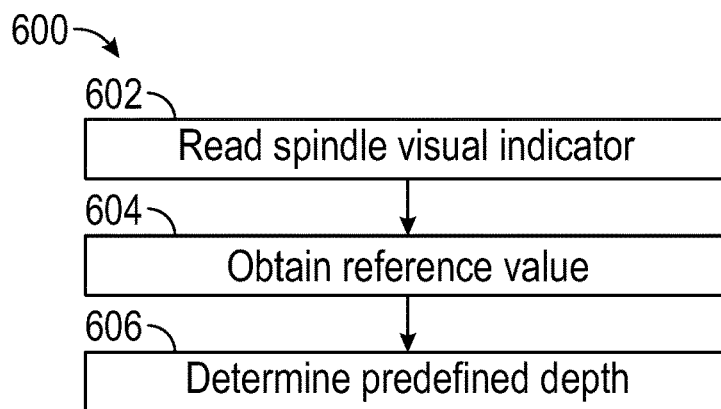 600
602
Read spindle visual indicator
604
Obtain reference value
606
Determine predefined depth